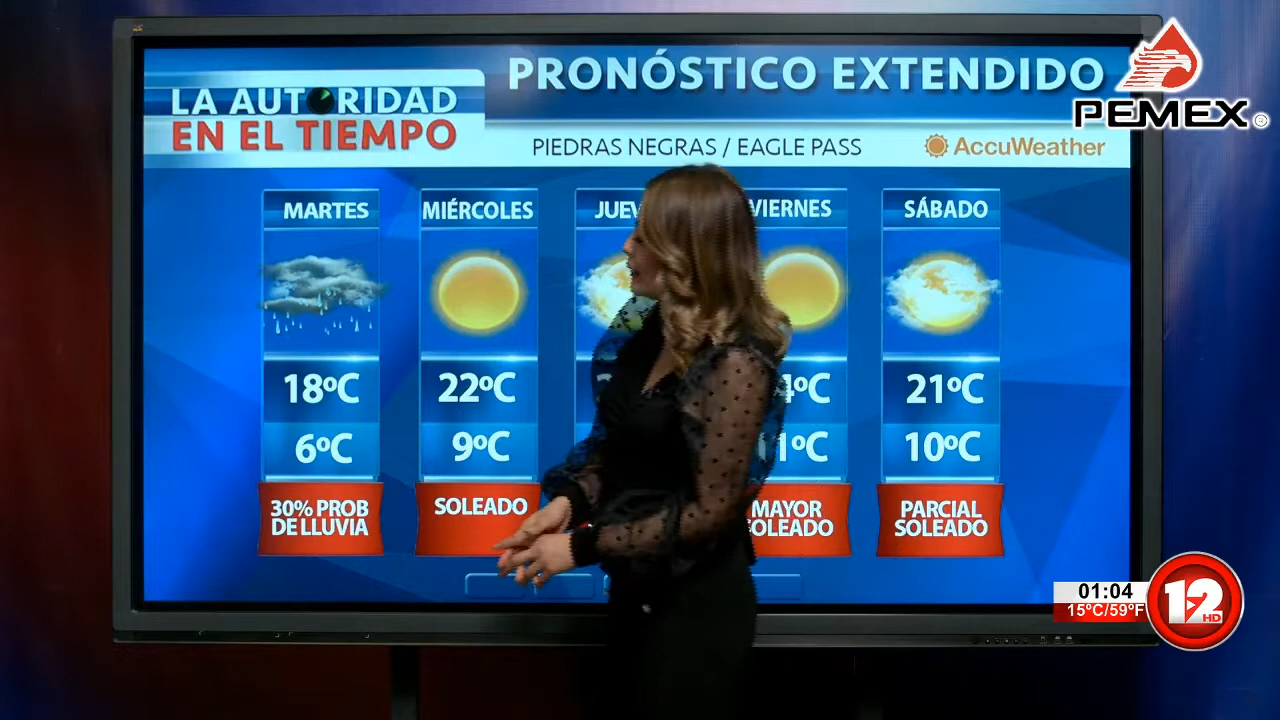 PRONÓSTICO EXTENDIDO
LA AUTORIDAD
EN EL TIEMPO
PIEDRAS NEGRAS / EAGLE PASS
AccuWeather
PEMEX
MARTES
MIÉRCOLES
VIERNES
SÁBADO
18ºC
22ºC
21ºC
6ºC
9ºC
10ºC
30% PROB
DE LLUVIA
SOLEADO
MAYOR
PARCIAL
SOLEADO
01:04
15ºC/59ºF
12
HD